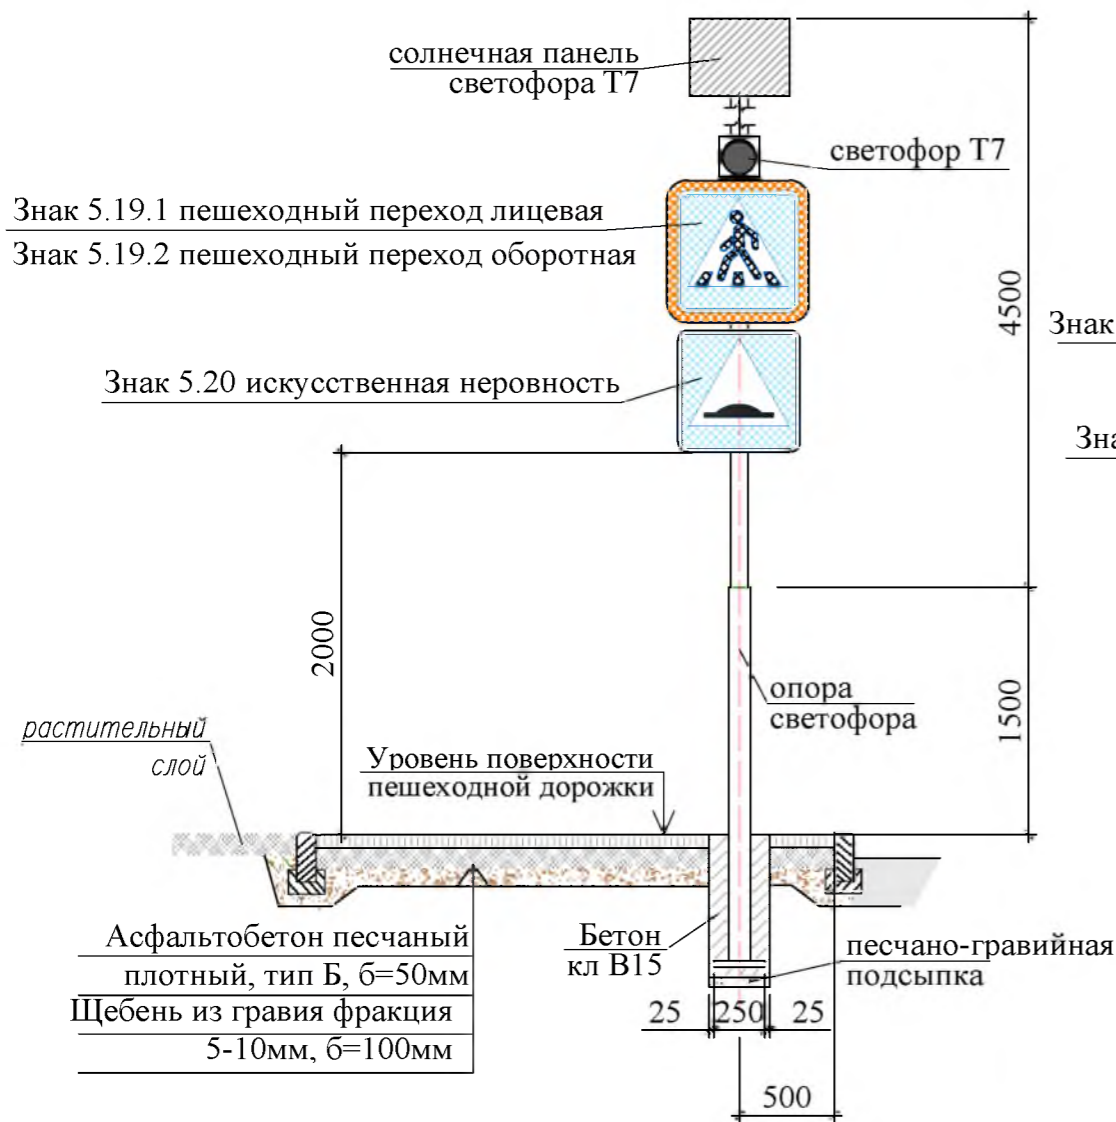 солнечная панель
светофора Т7
светофор Т7
Знак 5.19.1 пешеходный переход лицевая
Знак 5.19.2 пешеходный переход оборотная
4500
Знак
Знак 5.20 искусственная неровность
Зна
2000
опора
светофора
1500
растительный
слой
Уровень поверхности
пешеходной дорожки
Асфальтобетон песчаный
плотный, тип Б, б=50мм
Щебень из гравия фракция
5-10мм, б=100мм
Бетон
кл В15
песчано-гравийная
подсыпка
25
250
25
500